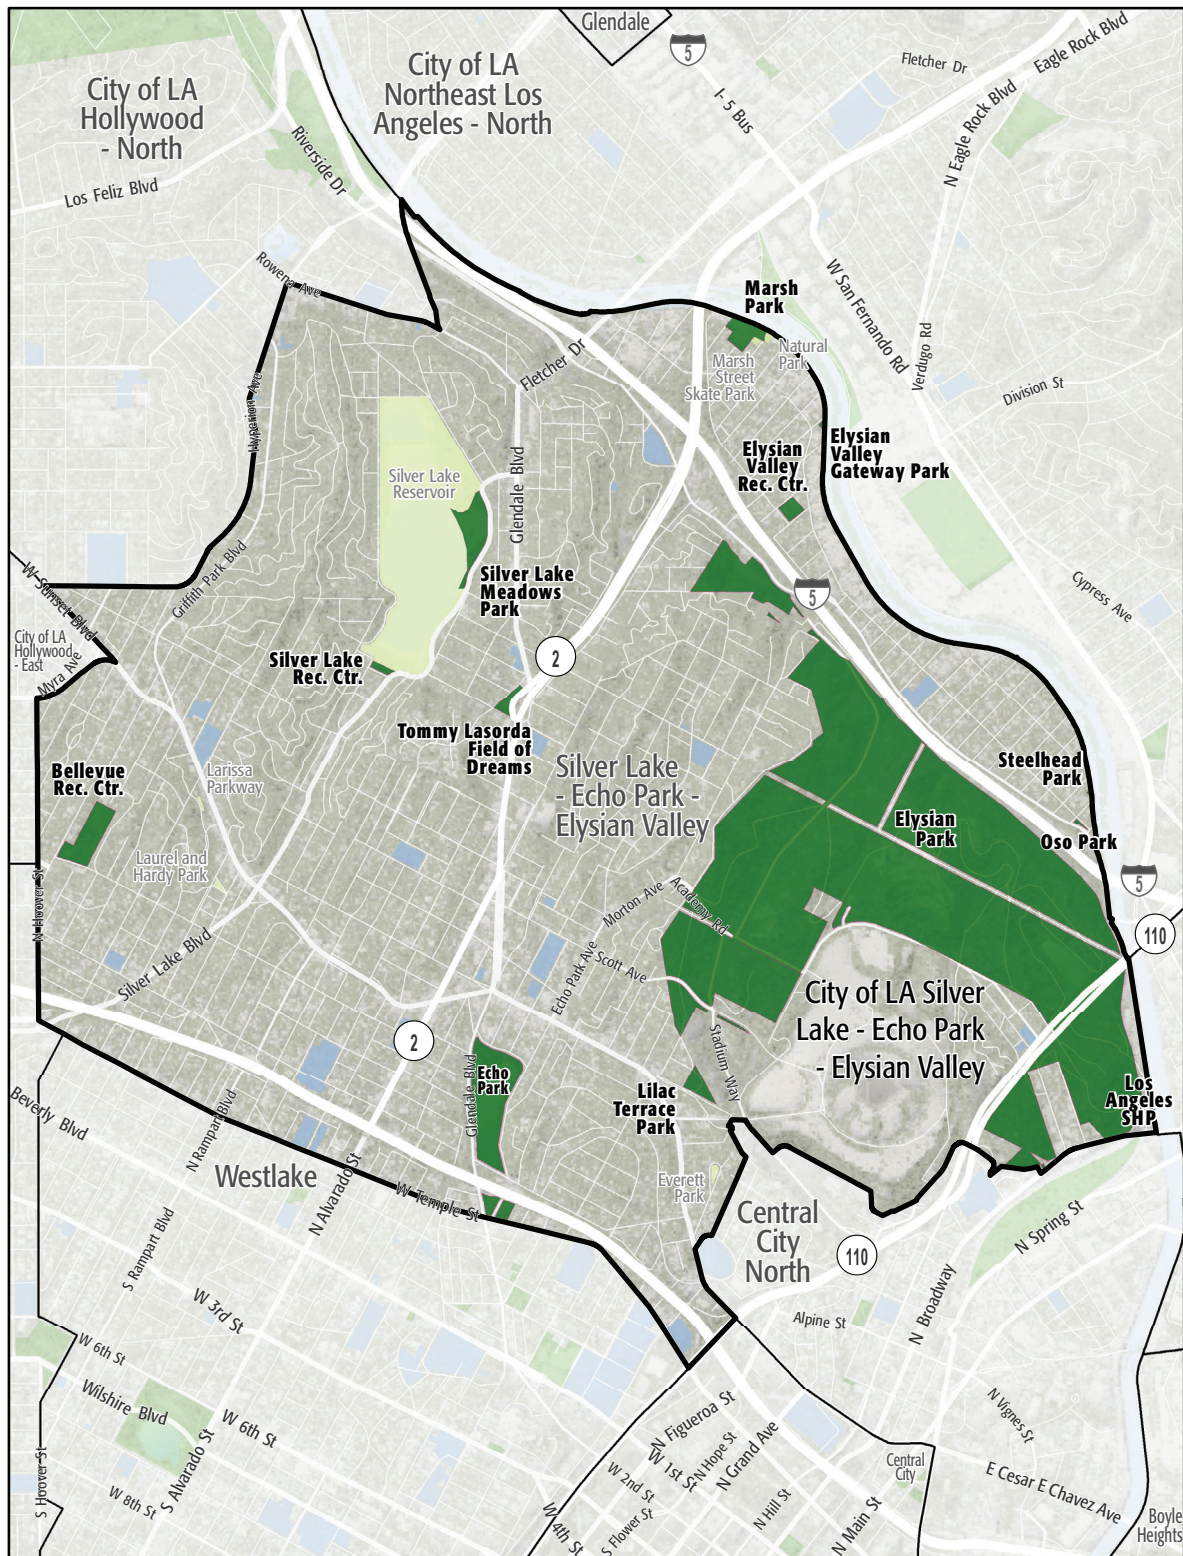 Glendale
5
Fletcher Dr
Eagle Rock Blvd
City of LA
Northeast Los
Angeles - North
City of LA
Hollywood
- North
I- 5 Bus
N Eagle Rock Blvd
Riverside Dr
Los Feliz Blvd
Rowena Ave
W San Fernando Rd
Marsh
Park
Natural
Park
Marsh
Street
Skate Park
Verdugo Rd
Division St
Fletcher Dr
Hyperion Ave
Elysian
Valley
Gateway Park
Elysian
Valley
Rec. Ctr.
Silver Lake
Reservoir
Glendale Blvd
Griffith Park Blvd
W Sunset Blvd
Silver Lake
Meadows
Park
5
Cypress Ave
City of LA
Hollywood
- East
Myra Ave
Silver Lake
Rec. Ctr.
2
Tommy Lasorda
Field of
Dreams
Bellevue
Rec. Ctr.
Larissa
Parkway
Silver Lake
- Echo Park -
Elysian Valley
Steelhead
Park
Elysian
Park
Oso Park
Laurel and
Hardy Park
N Hoover St
Morton Ave
Academy Rd
5
110
Silver Lake Blvd
Echo Park Ave
Scott Ave
City of LA Silver
Lake - Echo Park
- Elysian Valley
2
Stadium Way
Glendale Blvd
Echo
Park
Lilac
Terrace
Park
Los
Angeles
SHP
Beverly Blvd
N Rampart Blvd
Westlake
N Alvarado St
W Temple St
Everett
Park
Central
City
North
110
N Spring St
S Rampart Blvd
W 3rd St
N Broadway
Alpine St
W 6th St
Wilshire Blvd
W 6th St
S Alvarado St
N Figueroa St
N Vignes St
W 1st St
N Hope St
N Grand Ave
Central
City
S Hoover St
W 8th St
W 2nd St
E Cesar E Chavez Ave
W 4th St
S Flower St
N Hill St
N Main St
Boyle
Heights